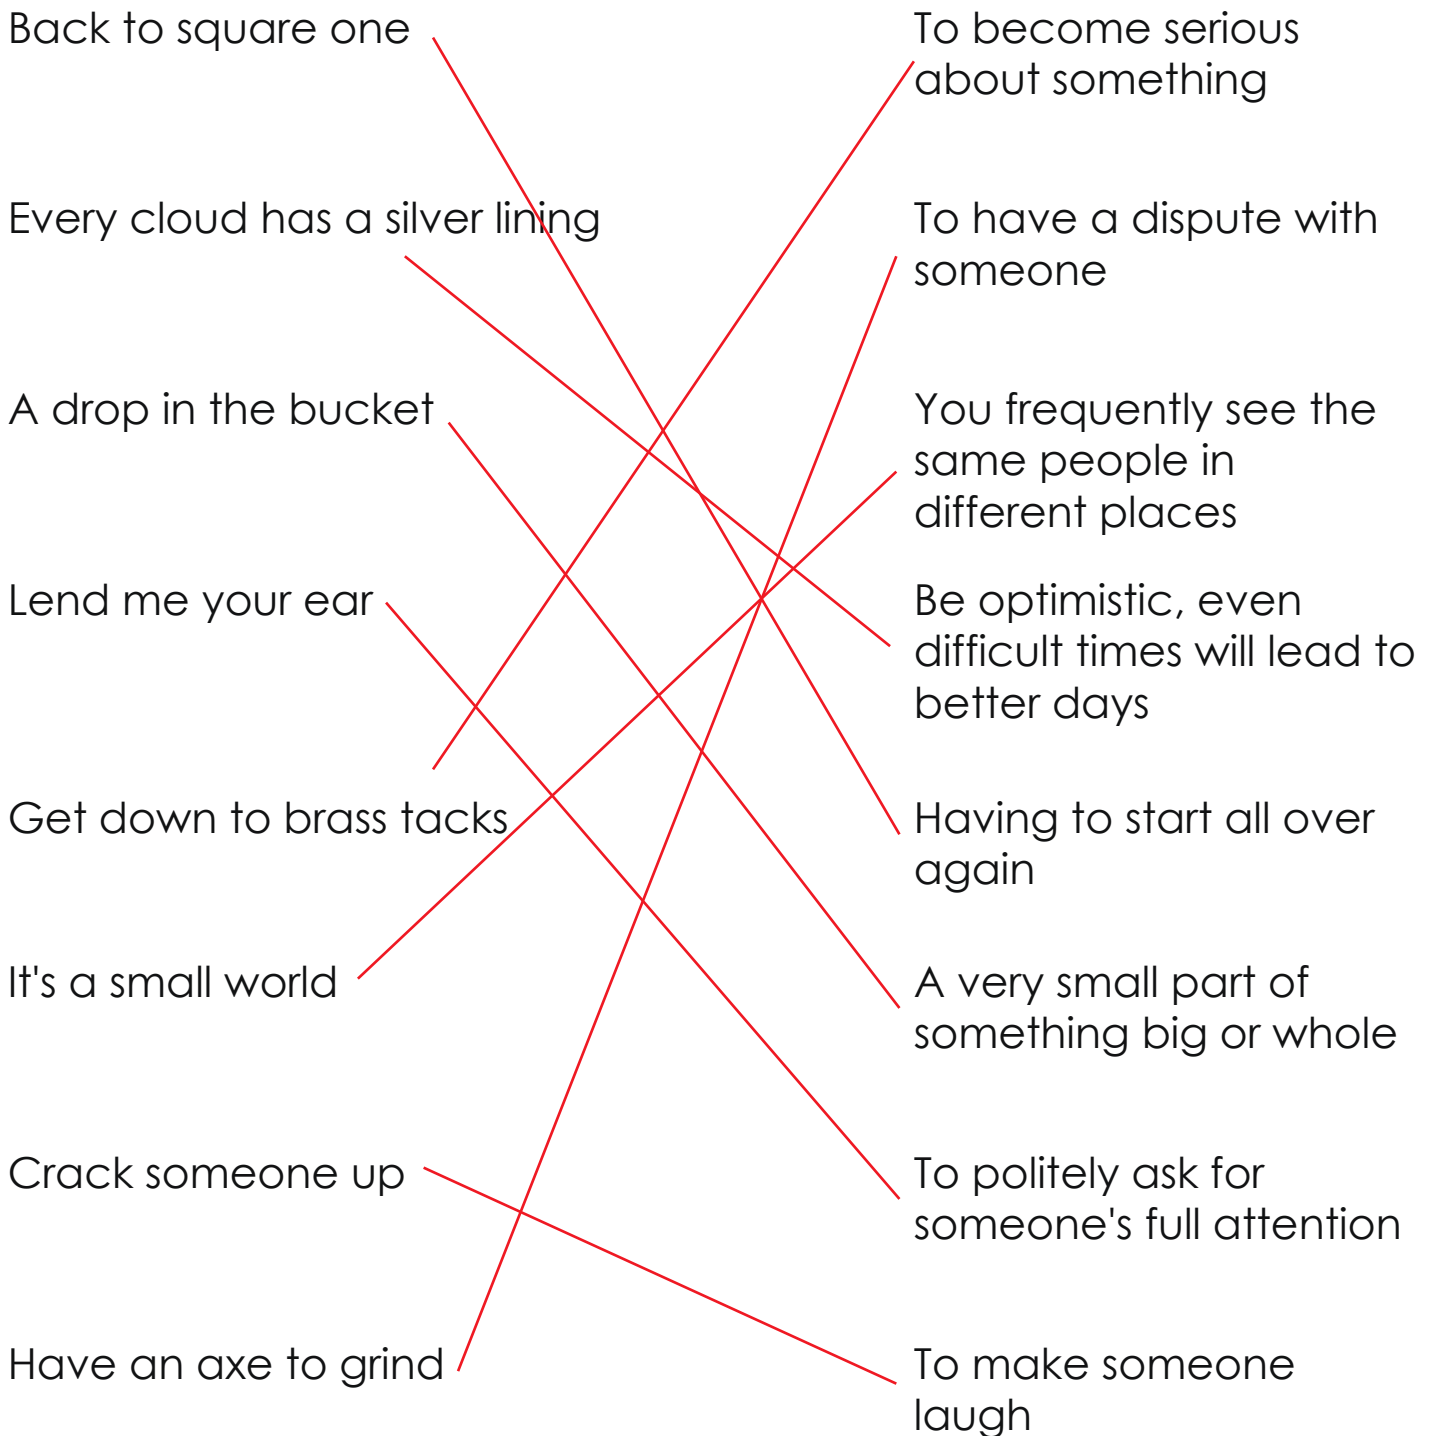 Back to square one
To become serious
about something
Every cloud has a silver lining
To have a dispute with
someone
A drop in the bucket
You frequently see the
same people in
different places
Lend me your ear
Be optimistic, even
difficult times will lead to
better days
Get down to brass tacks
Having to start all over
again
It's a small world
A very small part of
something big or whole
Crack someone up
To politely ask for
someone's full attention
Have an axe to grind
To make someone
laugh